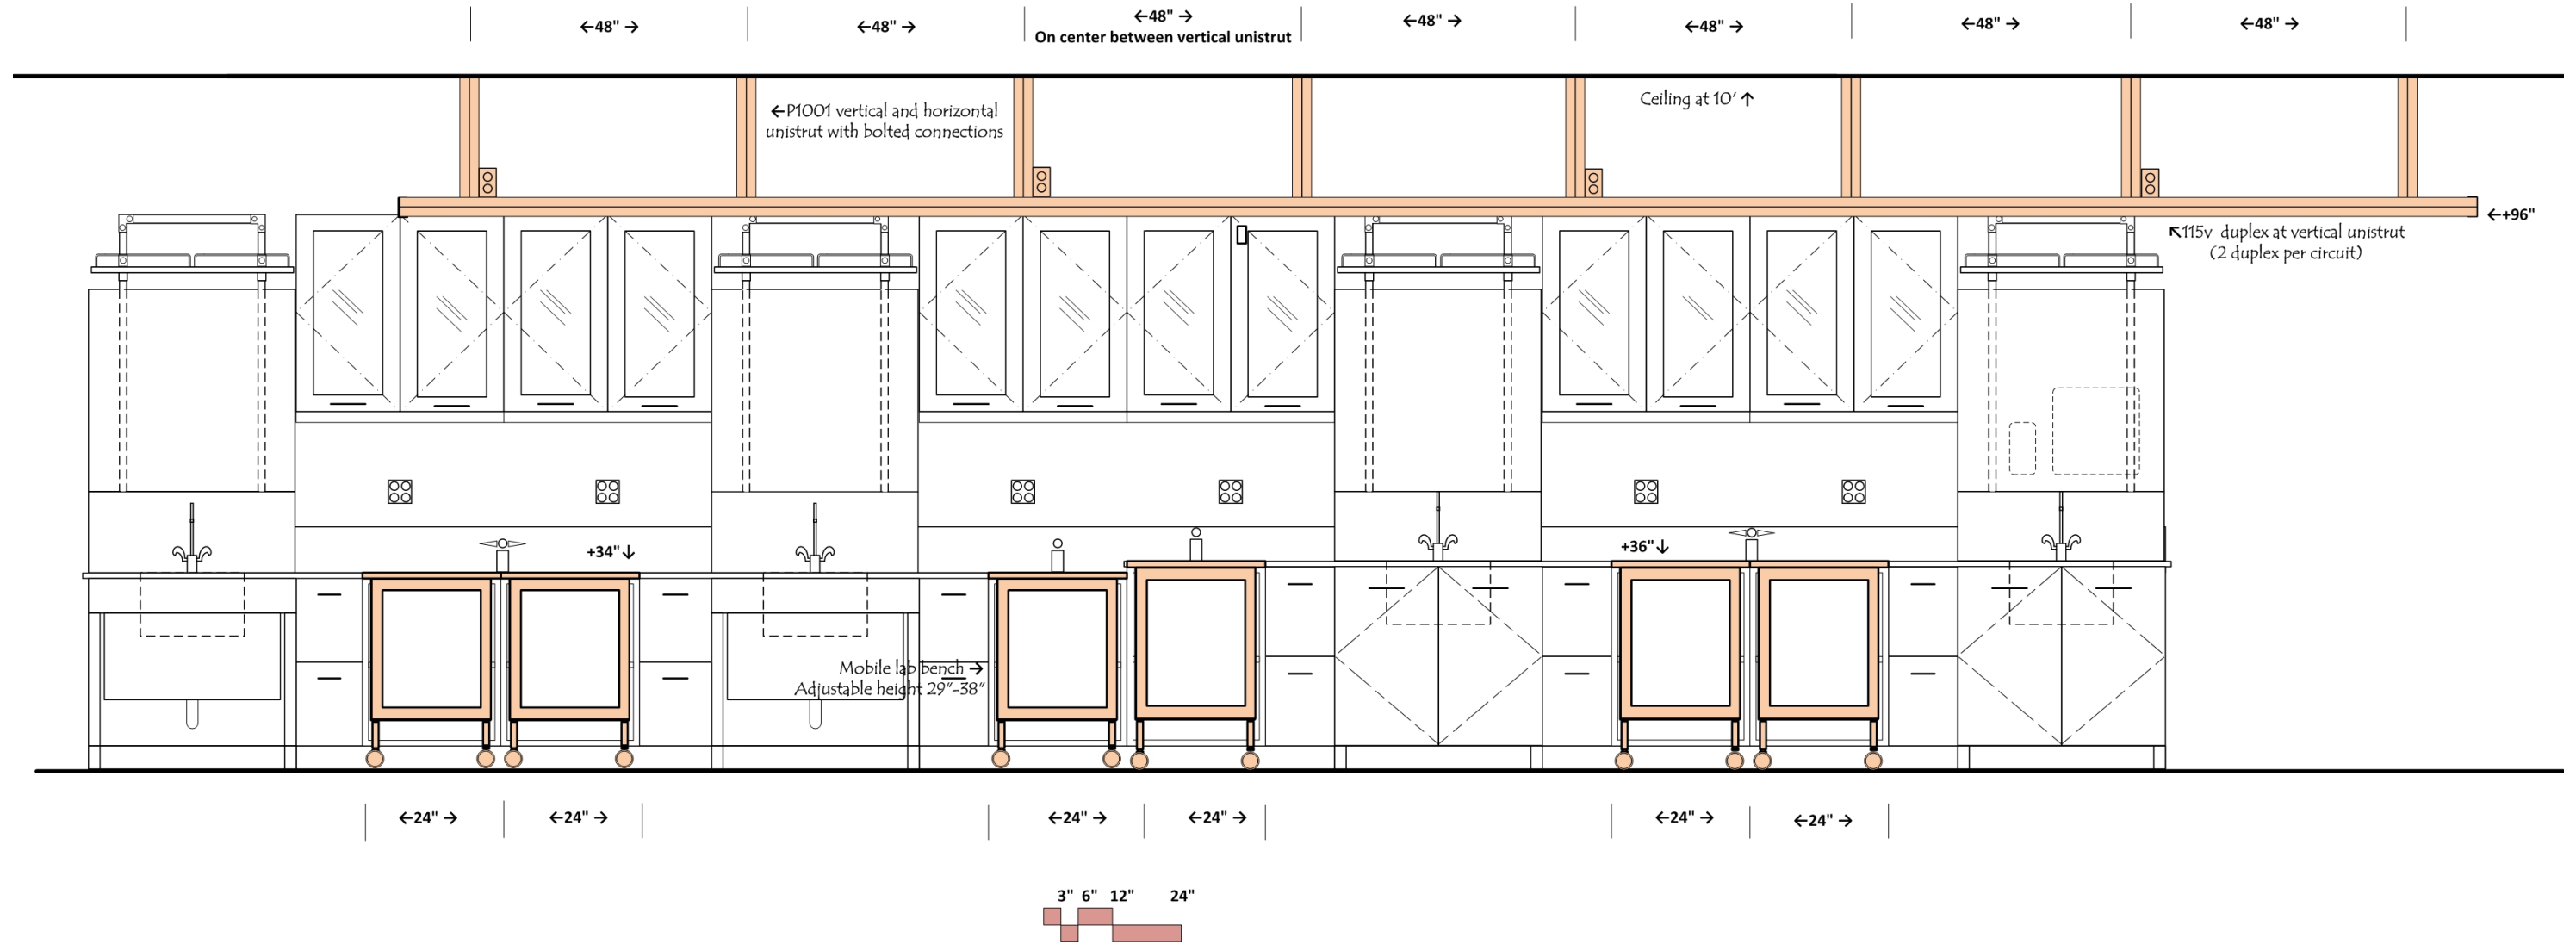 ←48" →
←48" →
←48" →
On center between vertical unistrut
←48" →
←48" →
←48" →
←48" →
←P1001 vertical and horizontal
unistrut with bolted connections
Ceiling at 10' ↑
←+96"
↖115v duplex at vertical unistrut
(2 duplex per circuit)
+34"↓
+36"↓
Mobile lab bench →
Adjustable height 29"-38"
←24" →
←24" →
←24" →
←24" →
←24" →
←24" →
3" 6" 12" 24"